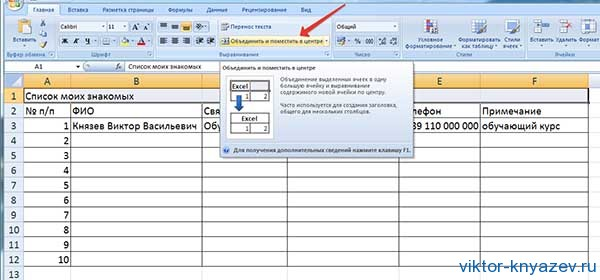 Главная Вставка Разметка страницы Формулы Данные Рецензирование Вид
Вставить
Calibri 11
Перенос текста
Объединить и поместить в центре
Общий
Условное форматирование
Форматировать как таблицу
Стили ячеек
Буфер обмена Шрифт Выравнивание Стили
A1 Список моих знакомых
Объединить и поместить в центре
Объединение выделенных ячеек в одну большую ячейку и выравнивание содержимого новой ячейки по центру.
Часто используется для создания заголовка, общего для нескольких столбцов.
Excel
1 2
Excel
1 2
Для получения дополнительных сведений нажмите клавишу F1.
A B E F
1 Список моих знакомых
2 № п/п ФИО Примечание
3 1 Князев Виктор Васильевич 39 110 000 000 обучающий курс
4 2
5 3
6 4
7 5
8 6
9 7
10 8
11 9
12 10
viktor-knyazev.ru